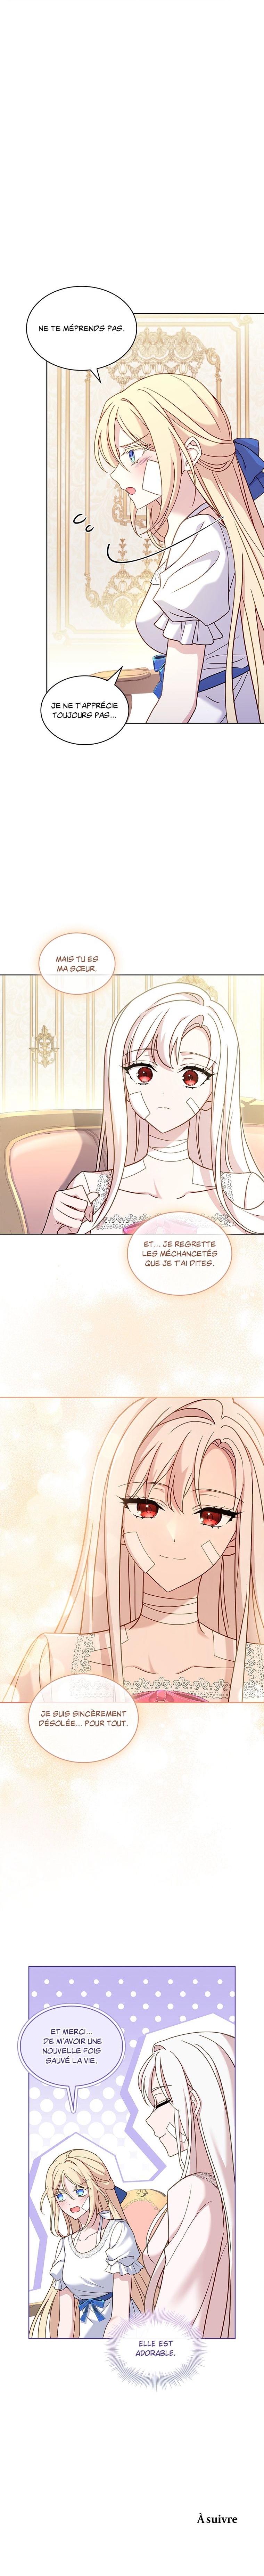 NE TE MÉPRENDS PAS.
JE NE T'APPRÉCIE
TOUJOURS PAS...
MAIS TU ES
MA SŒUR.
ET... JE REGRETTE
LES MÉCHANCETÉS
QUE JE T'AI DITES.
JE SUIS SINCÈREMENT
DÉSOLÉE... POUR TOUT.
ET MERCI...
DE M'AVOIR UNE
NOUVELLE FOIS
SAUVÉ LA VIE.
ELLE EST
ADORABLE.
À suivre